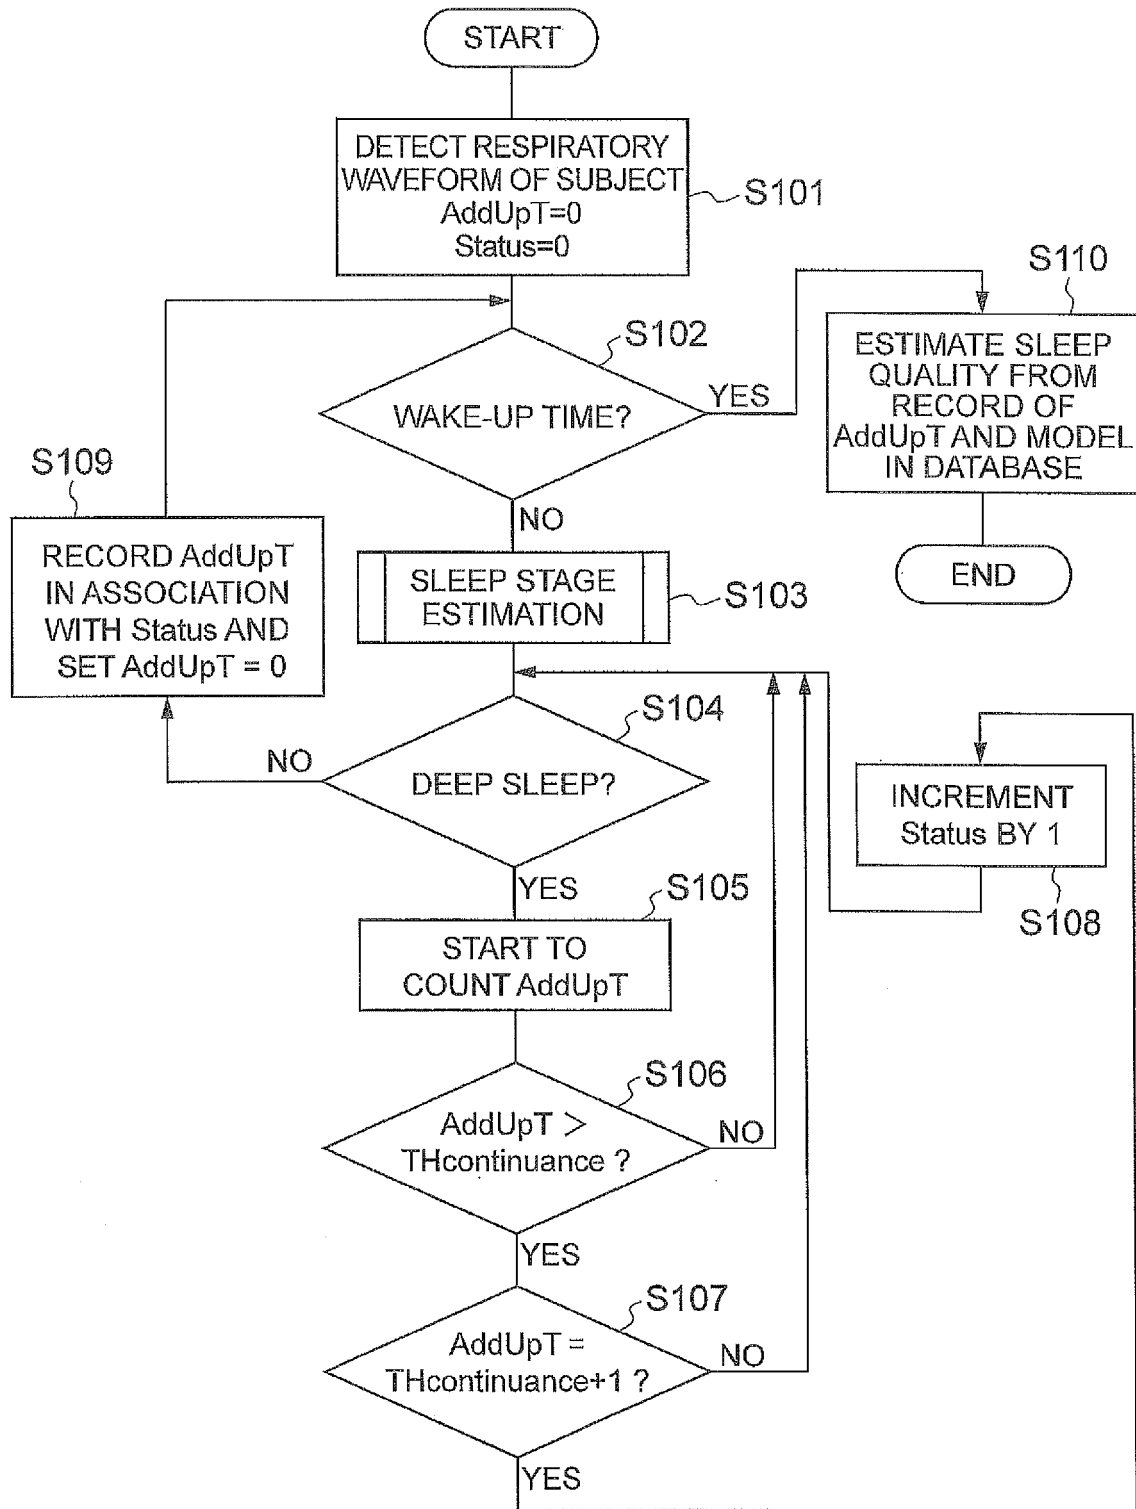 START
DETECT RESPIRATORY
WAVEFORM OF SUBJECT
AddUpT=0
Status=0
S101
S110
S102
ESTIMATE SLEEP
QUALITY FROM
RECORD OF
AddUpT AND MODEL
IN DATABASE
YES
WAKE-UP TIME?
S109
NO
END
RECORD AddUpT
IN ASSOCIATION
WITH Status AND
SET AddUpT = 0
SLEEP STAGE
ESTIMATION
S103
S104
NO
DEEP SLEEP?
INCREMENT
Status BY 1
S108
YES
S105
START TO
COUNT AddUpT
S106
AddUpT >
THcontinuance ?
NO
YES
S107
AddUpT =
THcontinuance+1 ?
NO
YES